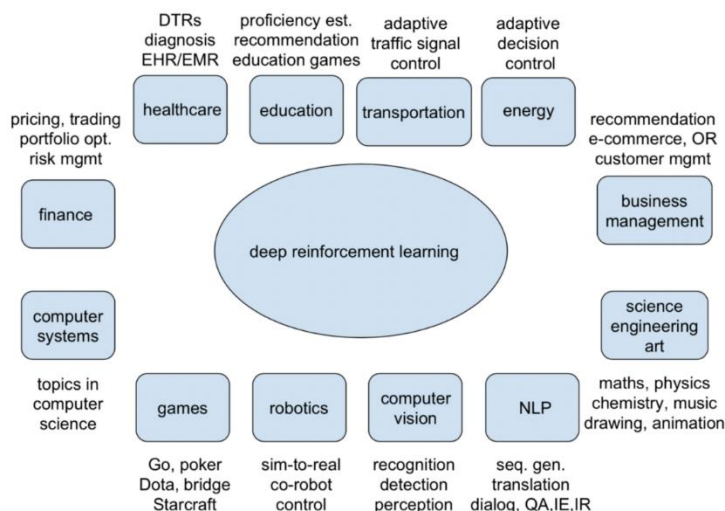 DTRs
diagnosis
EHR/EMR
healthcare
proficiency est.
recommendation
education games
education
adaptive
traffic signal
control
transportation
adaptive
decision
control
energy
pricing, trading
portfolio opt.
risk mgmt
finance
recommendation
e-commerce, OR
customer mgmt
business
management
deep reinforcement learning
computer
systems
topics in
computer
science
science
engineering
art
maths, physics
chemistry, music
drawing, animation
games
Go, poker
Dota, bridge
Starcraft
robotics
sim-to-real
co-robot
control
computer
vision
recognition
detection
perception
NLP
seq. gen.
translation
dialog, QA,IE,IR